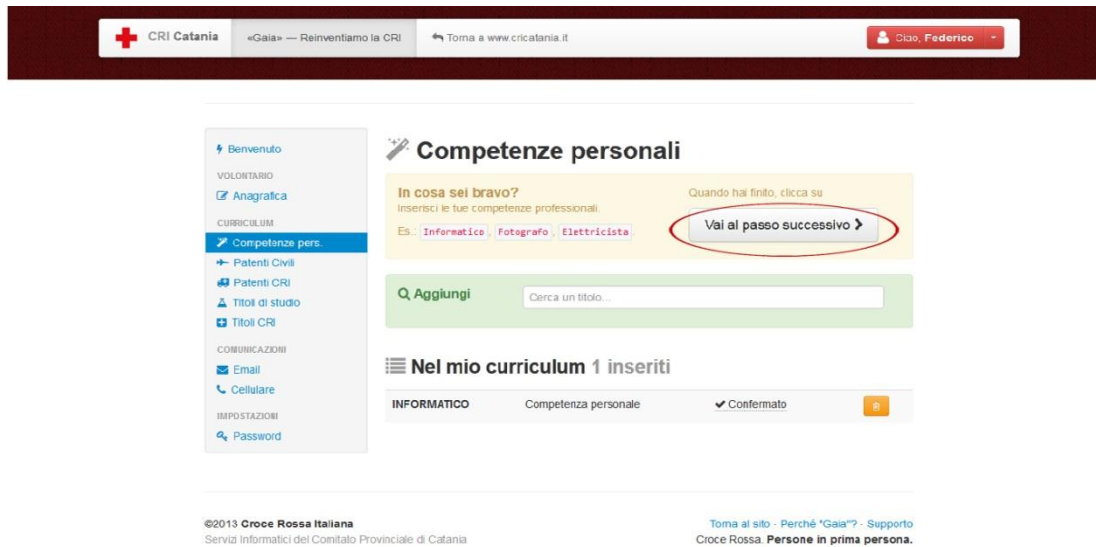 CRI Catania
«Gaia» — Reinventiamo la CRI
Torna a www.cricatania.it
Ciao, Federico
Benvenuto
VOLONTARIO
Anagrafica
CURRICULUM
Competenze pers.
Patenti Civili
Patenti CRI
Titoli di studio
Titoli CRI
COMUNICAZIONI
Email
Cellulare
IMPOSTAZIONI
Password
Competenze personali
In cosa sei bravo?
Inserisci le tue competenze professionali.
Es.: Informatico, Fotografo, Elettricista.
Quando hai finito, clicca su
Vai al passo successivo
Aggiungi
Cerca un titolo...
Nel mio curriculum 1 inseriti
INFORMATICO Competenza personale Confermato
©2013 Croce Rossa Italiana
Servizi Informatici del Comitato Provinciale di Catania
Torna al sito - Perché "Gaia"? - Supporto
Croce Rossa. Persone in prima persona.